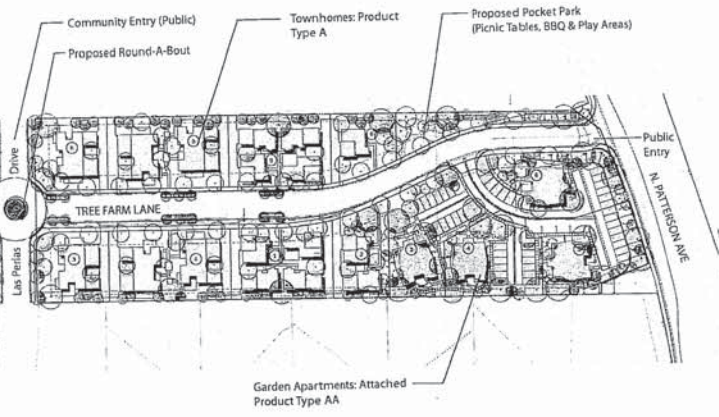 Community Entry (Public)
Proposed Round-A-Bout
Townhomes: Product
Type A
Proposed Pocket Park
(Picnic Tables, BBQ & Play Areas)
Public
Entry
Drive
Las Perlas
TREE FARM LANE
N. PATTERSON AVE
Garden Apartments: Attached
Product Type AA